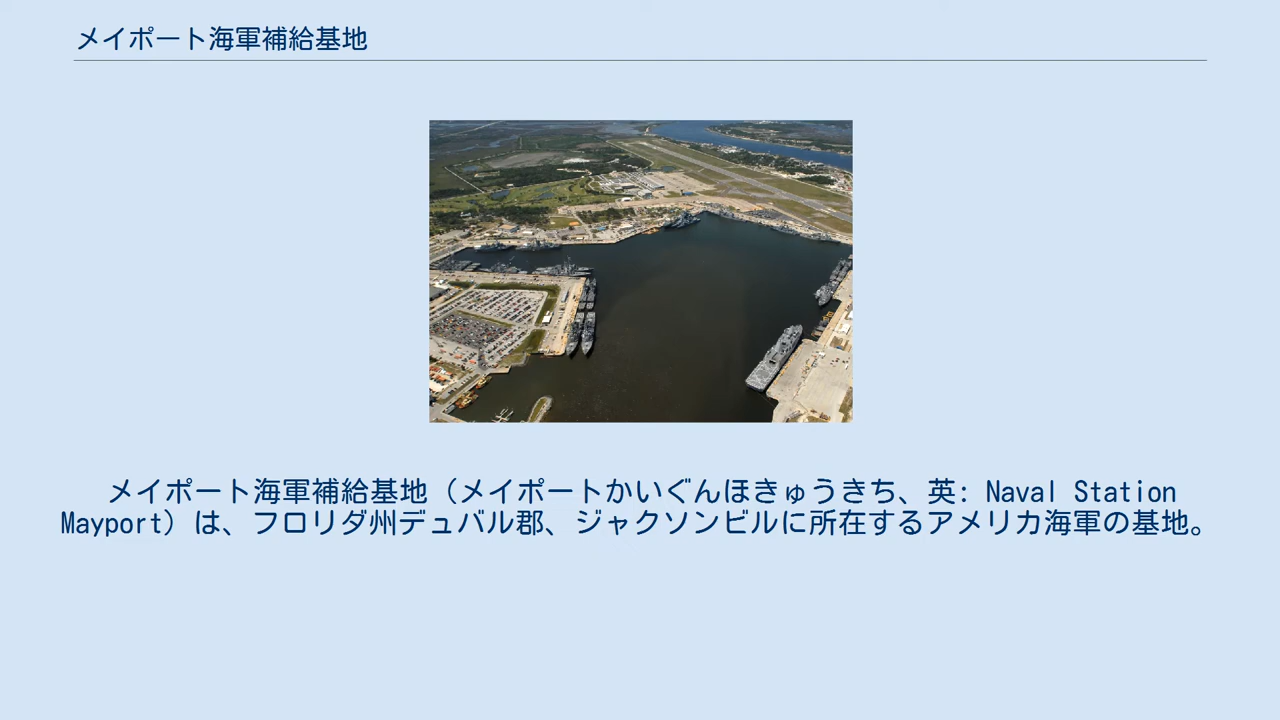 メイポート海軍補給基地
メイポート海軍補給基地（メイポートかいぐんほきゅうきち、英: Naval Station
Mayport）は、フロリダ州デュバル郡、ジャクソンビルに所在するアメリカ海軍の基地。